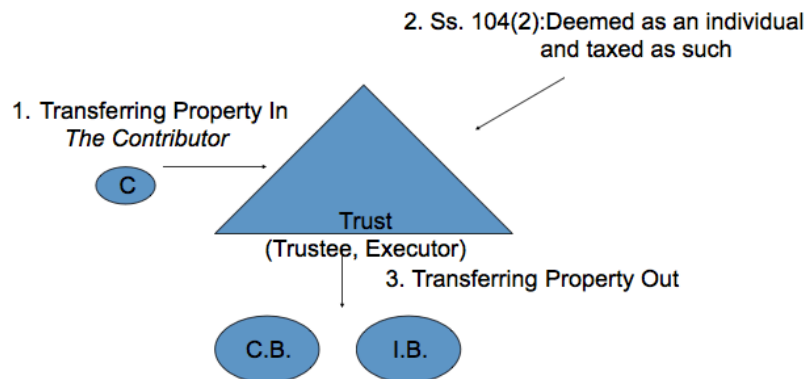 2. Ss. 104(2):Deemed as an individual
and taxed as such
1. Transferring Property In
The Contributor
C
Trust
(Trustee, Executor)
3. Transferring Property Out
C.B.
I.B.